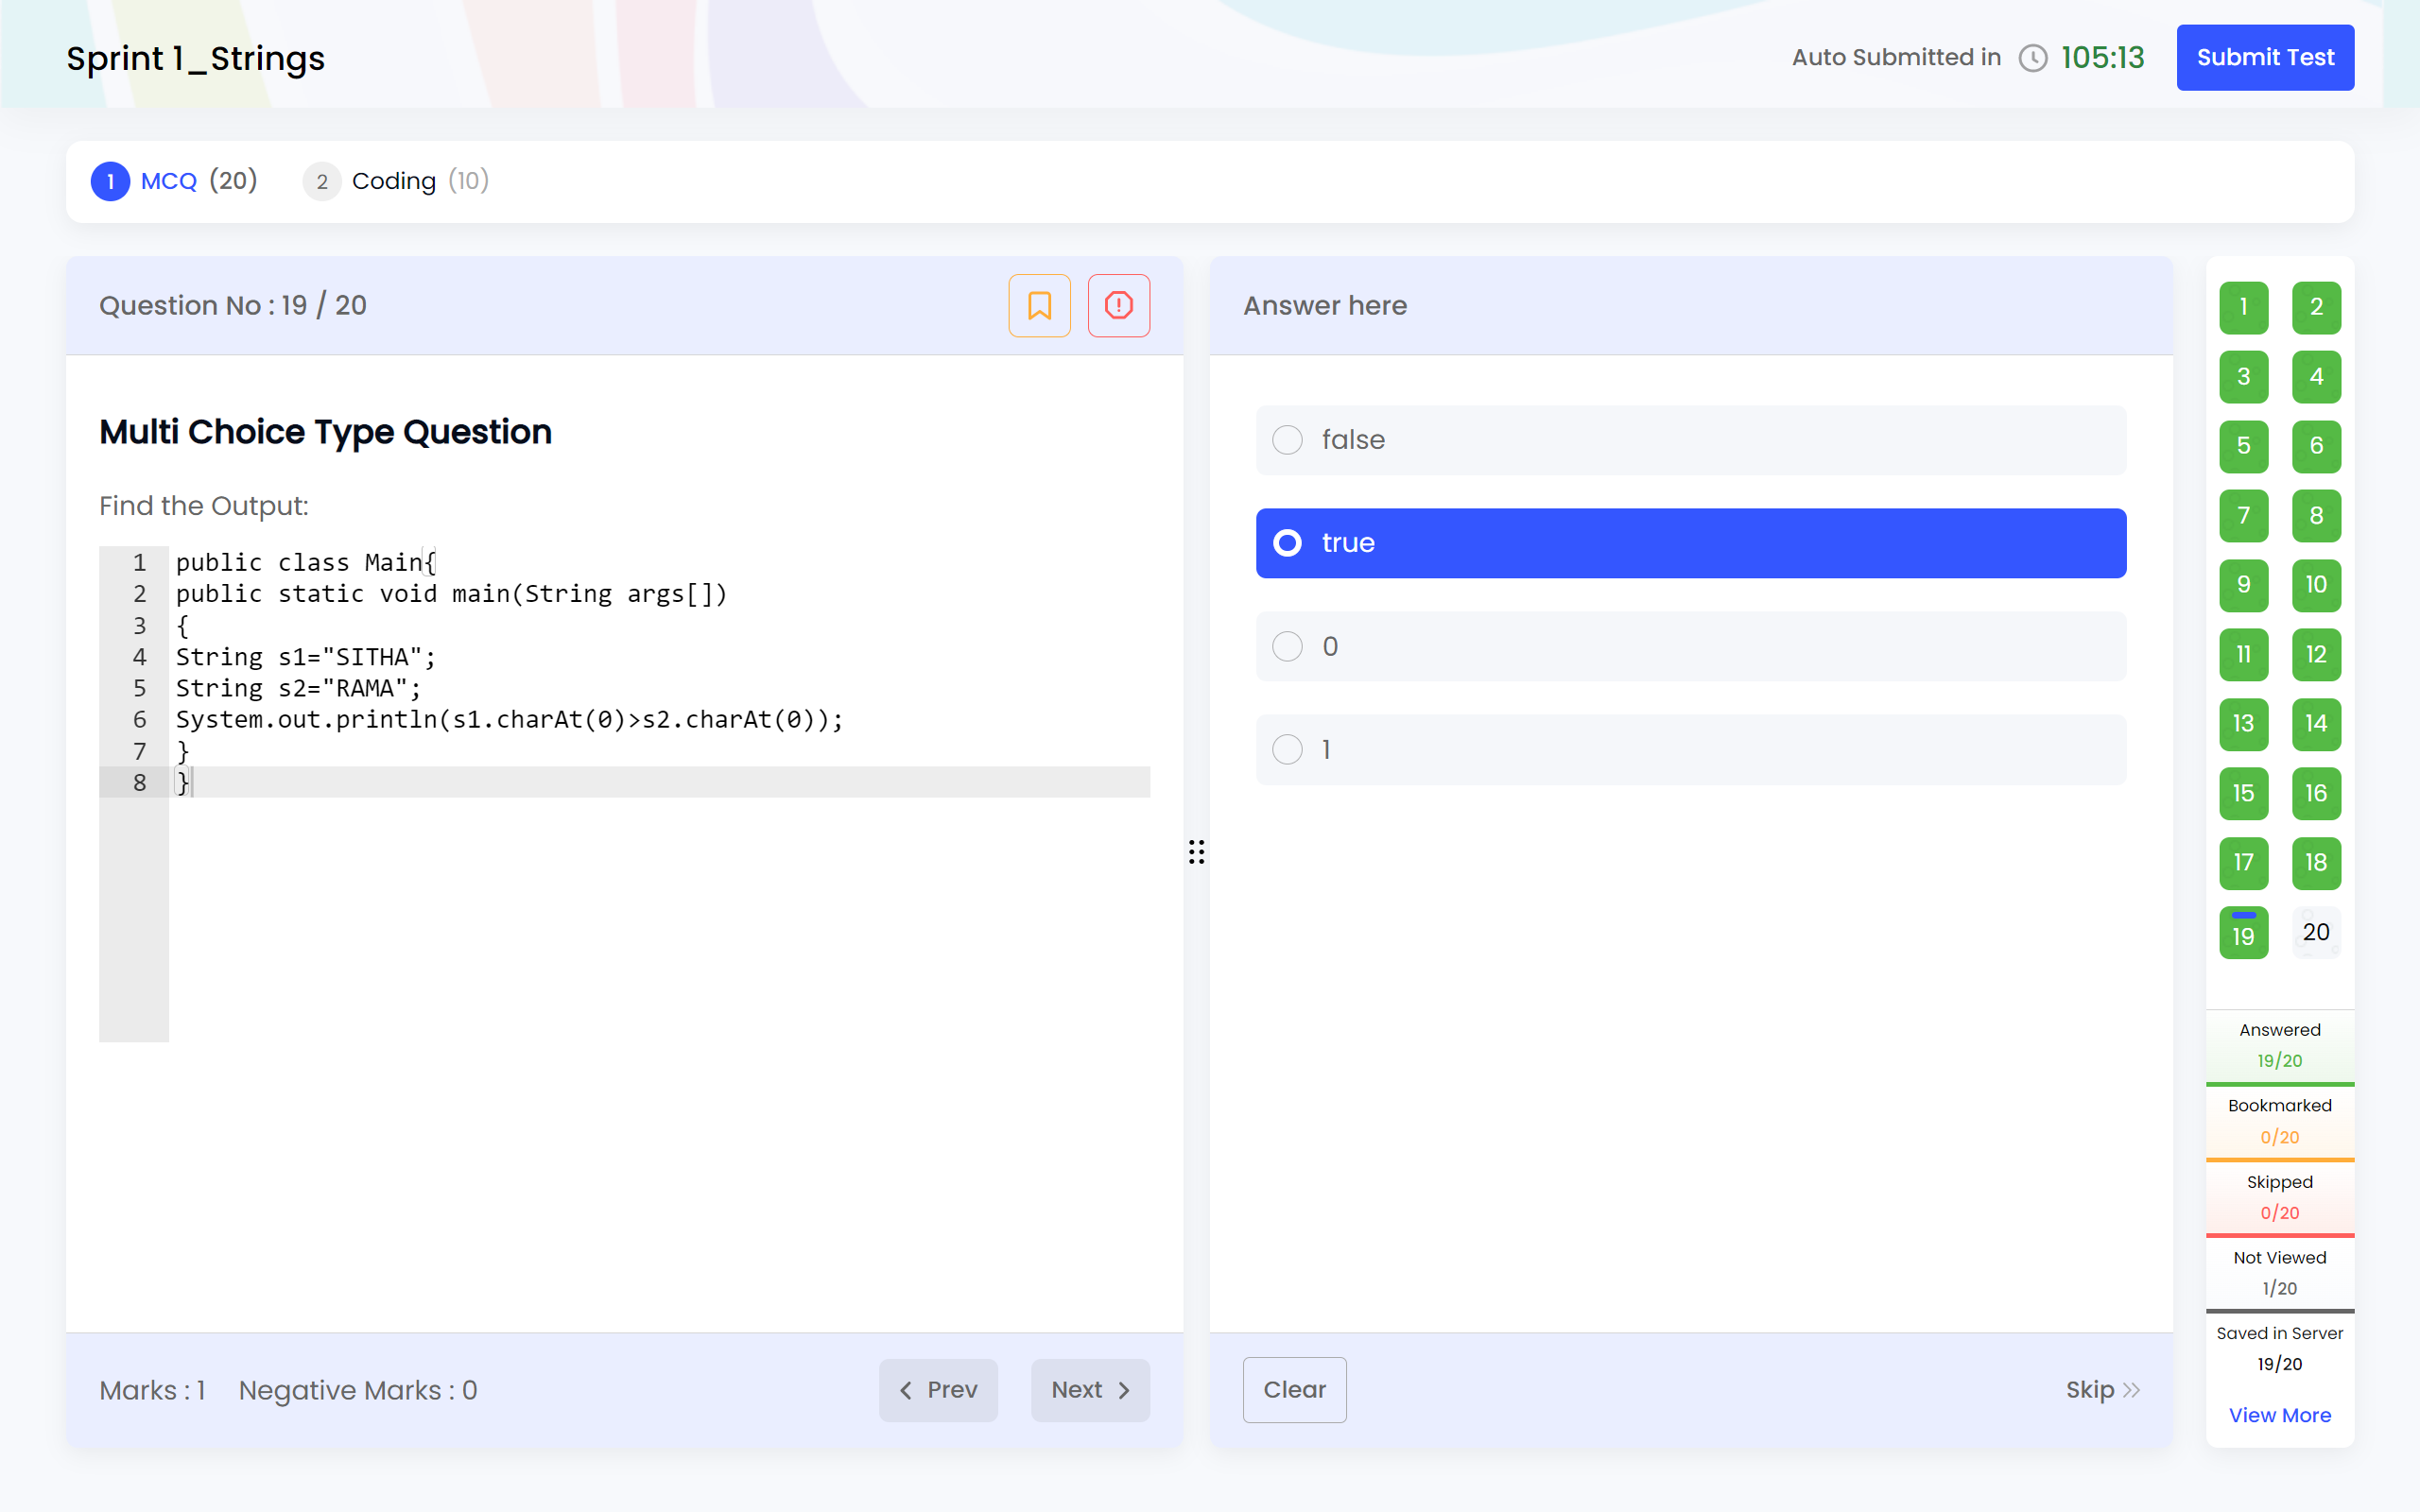 Sprint 1_Strings
Auto Submitted in 105:13
Submit Test
1 MCQ (20)
2 Coding (10)
Question No : 19 / 20
Multi Choice Type Question
Find the Output:
1 public class Main{
2 public static void main(String args[])
3 {
4 String s1="SITHA";
5 String s2="RAMA";
6 System.out.println(s1.charAt(0)>s2.charAt(0));
7 }
8 }
Marks : 1 Negative Marks : 0
Prev
Next
Answer here
false
true
0
1
Clear
Skip
1 2
3 4
5 6
7 8
9 10
11 12
13 14
15 16
17 18
19 20
Answered
19/20
Bookmarked
0/20
Skipped
0/20
Not Viewed
1/20
Saved in Server
19/20
View More